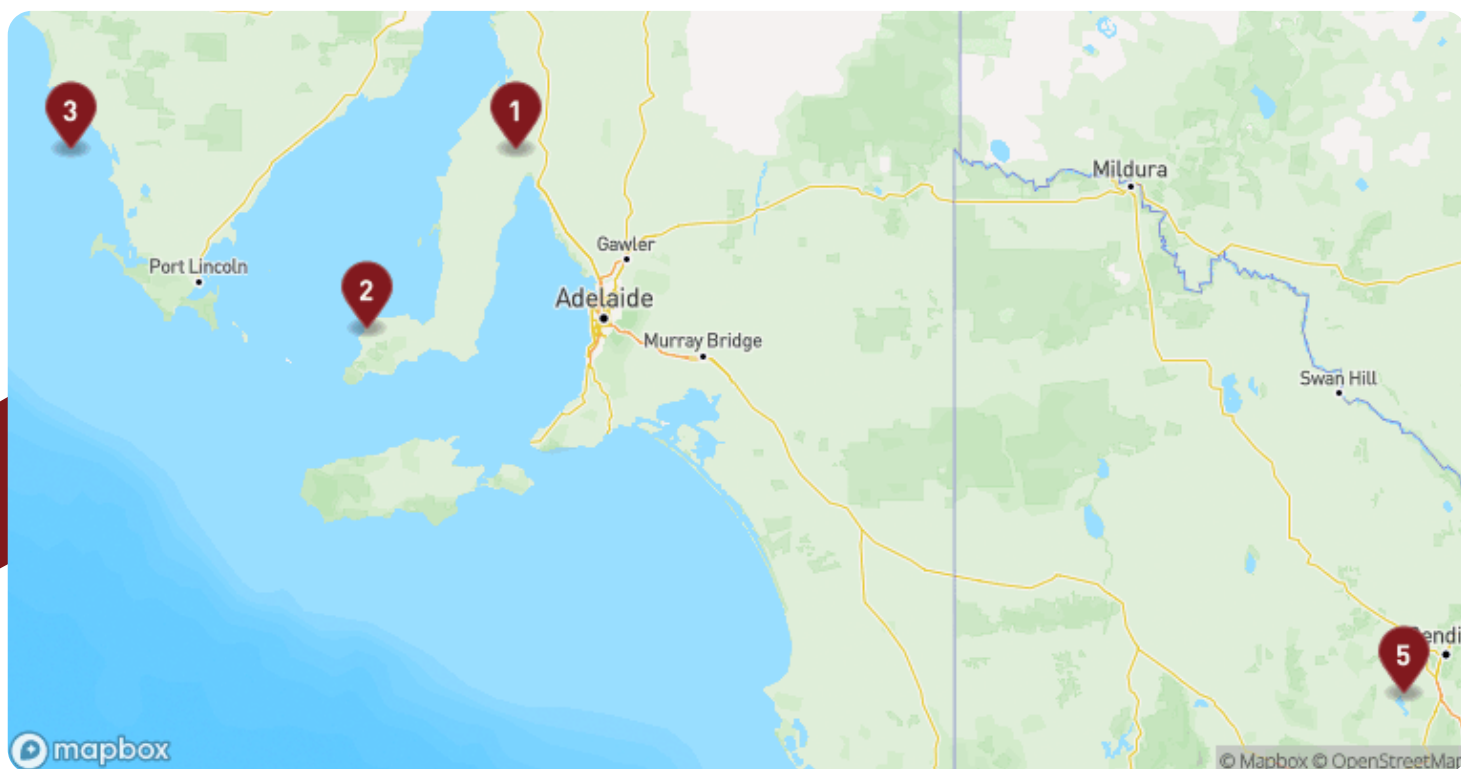 3
1
Mildura
Gawler
Port Lincoln
2
Adelaide
Murray Bridge
Swan Hill
5
mapbox
© Mapbox © OpenStreetMap